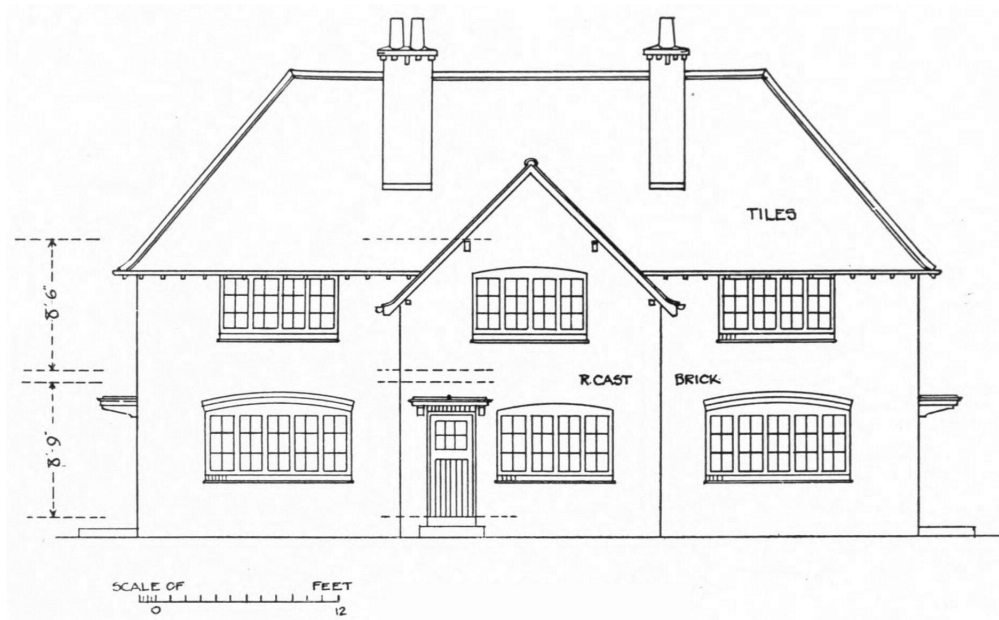 TILES
8'.6"
R.CAST BRICK
8'.9"
SCALE OF FEET
0 12